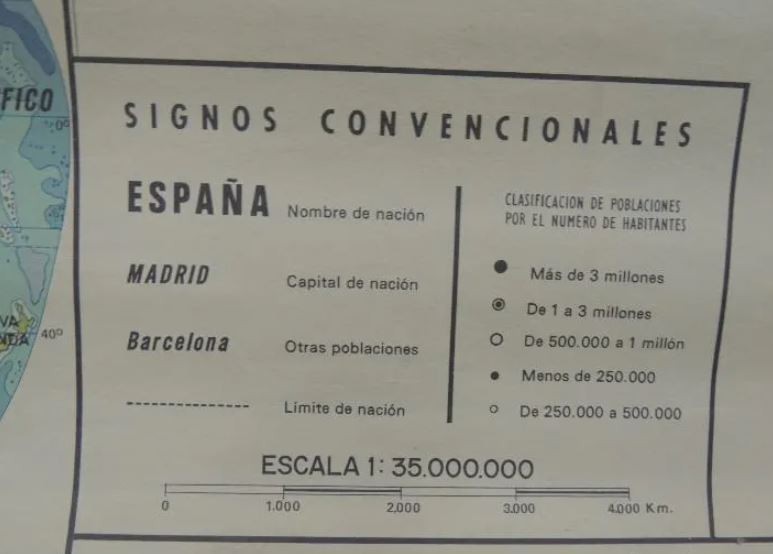 FICO
0º
VA
NDA
40º
SIGNOS CONVENCIONALES
ESPAÑA Nombre de nación
MADRID Capital de nación
Barcelona Otras poblaciones
Límite de nación
CLASIFICACION DE POBLACIONES
POR EL NUMERO DE HABITANTES
Más de 3 millones
De 1 a 3 millones
De 500.000 a 1 millón
Menos de 250.000
De 250.000 a 500.000
ESCALA 1: 35.000.000
0 1.000 2,000 3.000 4.000 Km.